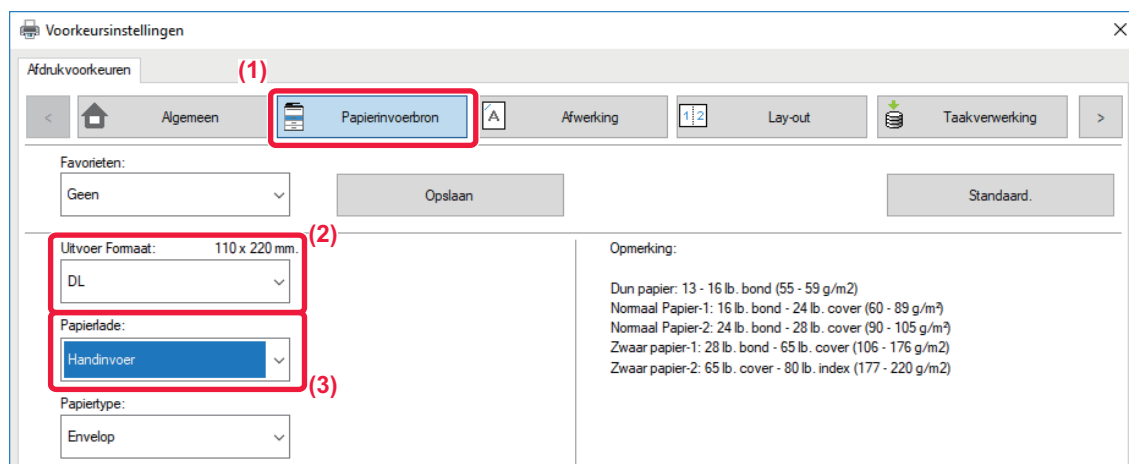 Voorkeursinstellingen
Afdrukvoorkeuren
(1)
< Algemeen Papierinvoerbron A Afwerking 1 2 Lay-out Taakverwerking >
Favorieten:
Geen Opslaan Standaard.
(2)
Uitvoer Formaat: 110 x 220 mm.
DL
Papierlade:
Handinvoer
(3)
Papiertype:
Envelop
Opmerking:
Dun papier: 13 - 16 lb. bond (55 - 59 g/m2)
Normaal Papier-1: 16 lb. bond - 24 lb. cover (60 - 89 g/m²)
Normaal Papier-2: 24 lb. bond - 28 lb. cover (90 - 105 g/m²)
Zwaar papier-1: 28 lb. bond - 65 lb. cover (106 - 176 g/m2)
Zwaar papier-2: 65 lb. cover - 80 lb. index (177 - 220 g/m2)